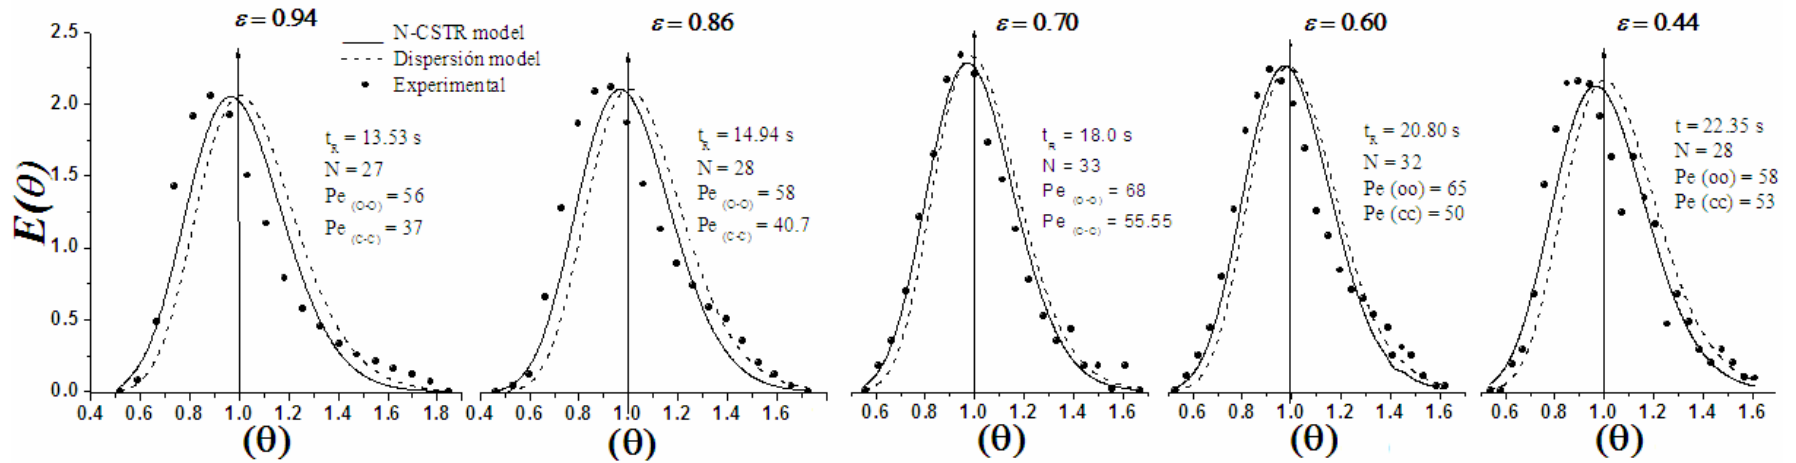 ε = 0.94
ε = 0.86
ε = 0.70
ε = 0.60
ε = 0.44
N-CSTR model
Dispersión model
Experimental
E(θ)
2.5
2.0
1.5
1.0
0.5
0.0
t_R = 13.53 s
N = 27
Pe (O-O) = 56
Pe (C-C) = 37
t_R = 14.94 s
N = 28
Pe (O-O) = 58
Pe (C-C) = 40.7
t_R = 18.0 s
N = 33
Pe (O-O) = 68
Pe (C-C) = 55.55
t_R = 20.80 s
N = 32
Pe (oo) = 65
Pe (cc) = 50
t = 22.35 s
N = 28
Pe (oo) = 58
Pe (cc) = 53
0.4 0.6 0.8 1.0 1.2 1.4 1.6 1.8
0.4 0.6 0.8 1.0 1.2 1.4 1.6
0.6 0.8 1.0 1.2 1.4 1.6
0.6 0.8 1.0 1.2 1.4 1.6
0.6 0.8 1.0 1.2 1.4 1.6
(θ)
(θ)
(θ)
(θ)
(θ)